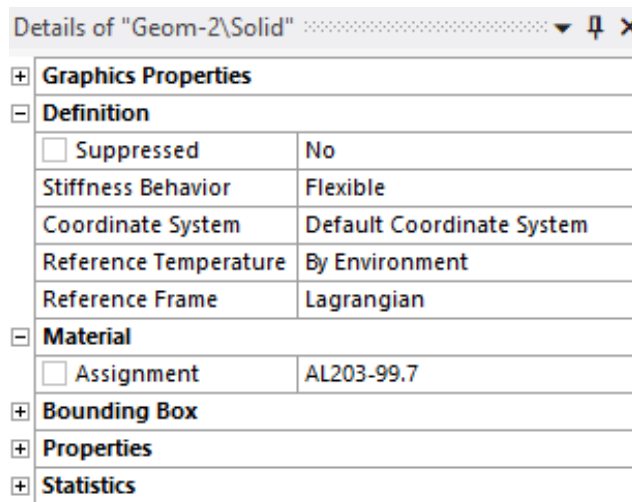 Details of "Geom-2\Solid"
Graphics Properties
Definition
Suppressed No
Stiffness Behavior Flexible
Coordinate System Default Coordinate System
Reference Temperature By Environment
Reference Frame Lagrangian
Material
Assignment AL203-99.7
Bounding Box
Properties
Statistics